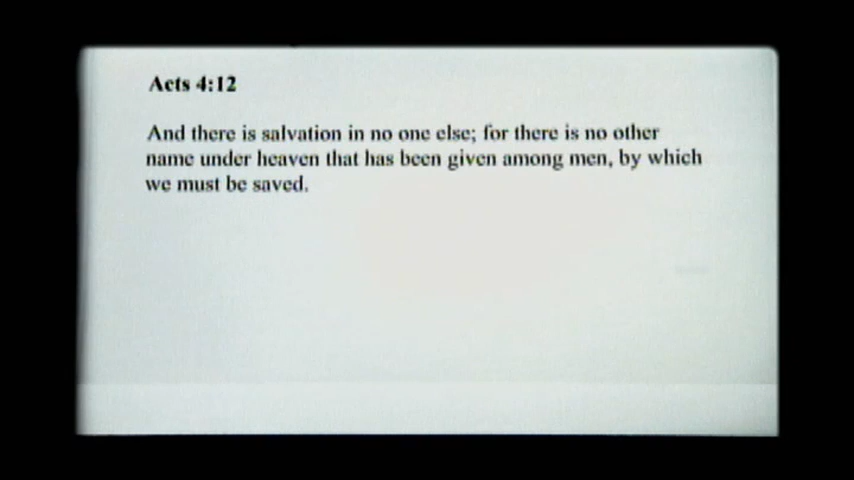 Acts 4:12
And there is salvation in no one else; for there is no other
name under heaven that has been given among men, by which
we must be saved.